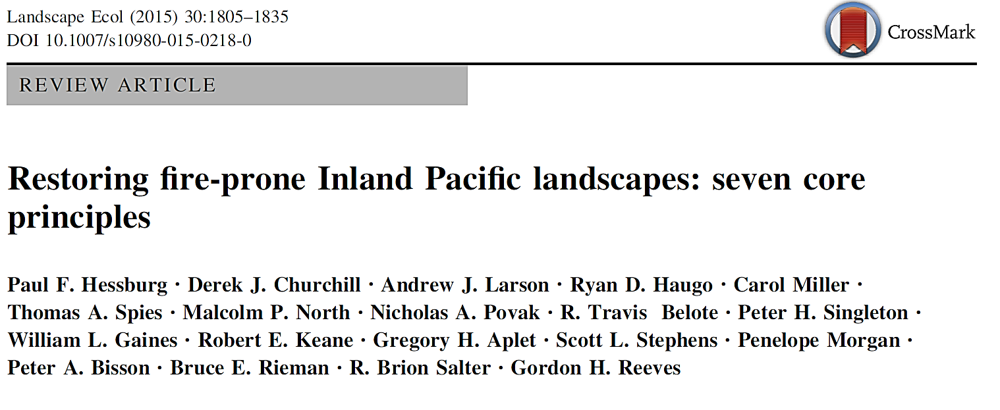 Landscape Ecol (2015) 30:1805–1835
DOI 10.1007/s10980-015-0218-0
CrossMark
REVIEW ARTICLE
Restoring fire-prone Inland Pacific landscapes: seven core
principles
Paul F. Hessburg · Derek J. Churchill · Andrew J. Larson · Ryan D. Haugo · Carol Miller ·
Thomas A. Spies · Malcolm P. North · Nicholas A. Povak · R. Travis Belote · Peter H. Singleton ·
William L. Gaines · Robert E. Keane · Gregory H. Aplet · Scott L. Stephens · Penelope Morgan ·
Peter A. Bisson · Bruce E. Rieman · R. Brion Salter · Gordon H. Reeves